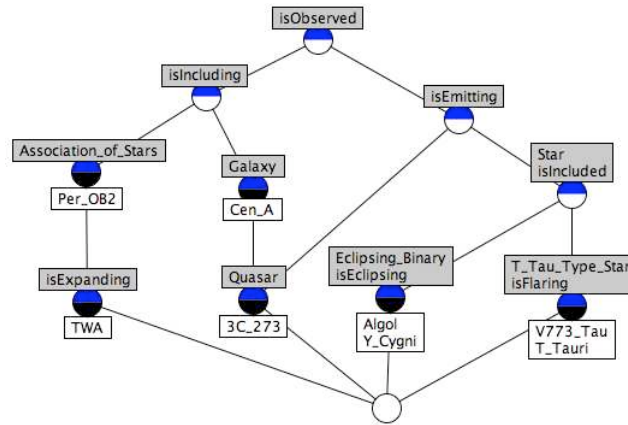 isObserved
isIncluding
isEmitting
Association_of_Stars
Per_OB2
Galaxy
Cen_A
Star
isIncluded
isExpanding
TWA
Quasar
3C_273
Eclipsing_Binary
isEclipsing
Algol
Y_Cygni
T_Tau_Type_Star
isFlaring
V773_Tau
T_Tauri